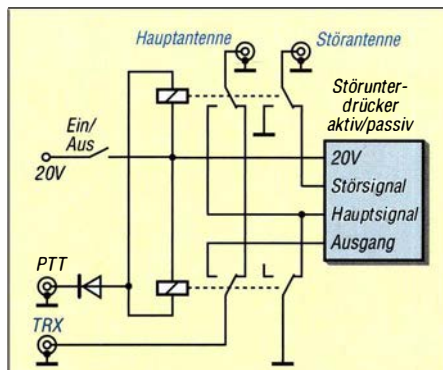 Hauptantenne
Störantenne
Störunter-
drücker
aktiv/passiv
Ein/
Aus
20V
20V
Störsignal
Hauptsignal
Ausgang
PTT
TRX